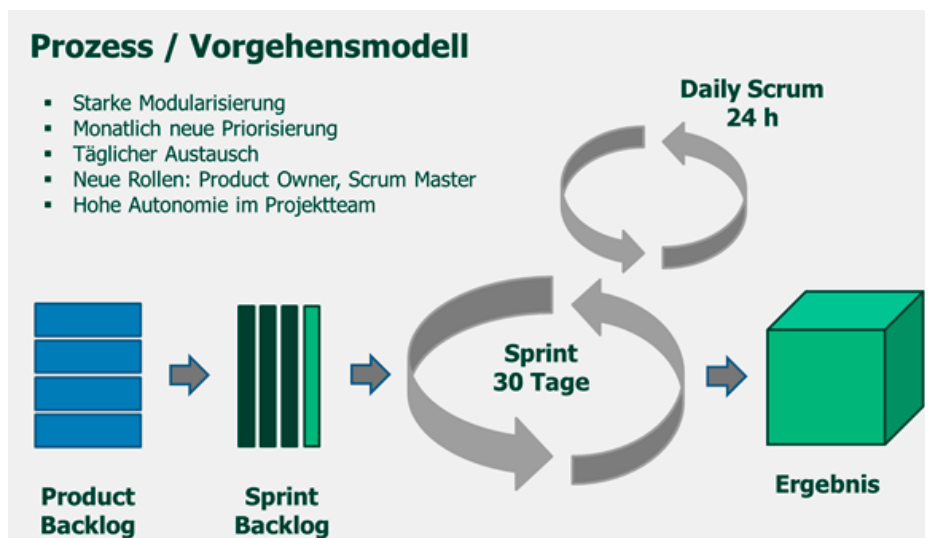 Prozess / Vorgehensmodell
▪ Starke Modularisierung
▪ Monatlich neue Priorisierung
▪ Täglicher Austausch
▪ Neue Rollen: Product Owner, Scrum Master
▪ Hohe Autonomie im Projektteam
Daily Scrum
24 h
Sprint
30 Tage
Product
Backlog
Sprint
Backlog
Ergebnis